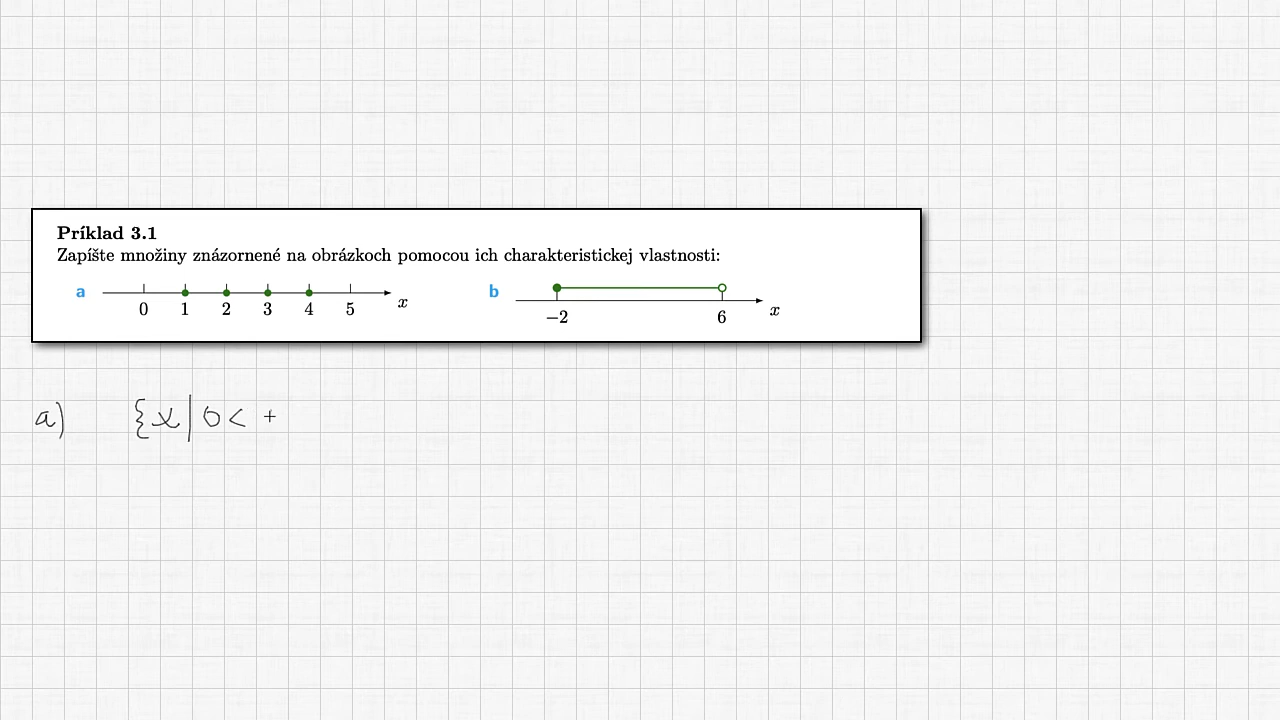 Príklad 3.1
Zapíšte množiny znázornené na obrázkoch pomocou ich charakteristickej vlastnosti:
a 0 1 2 3 4 5 x
b −2 6 x
a) {x | 0 < +